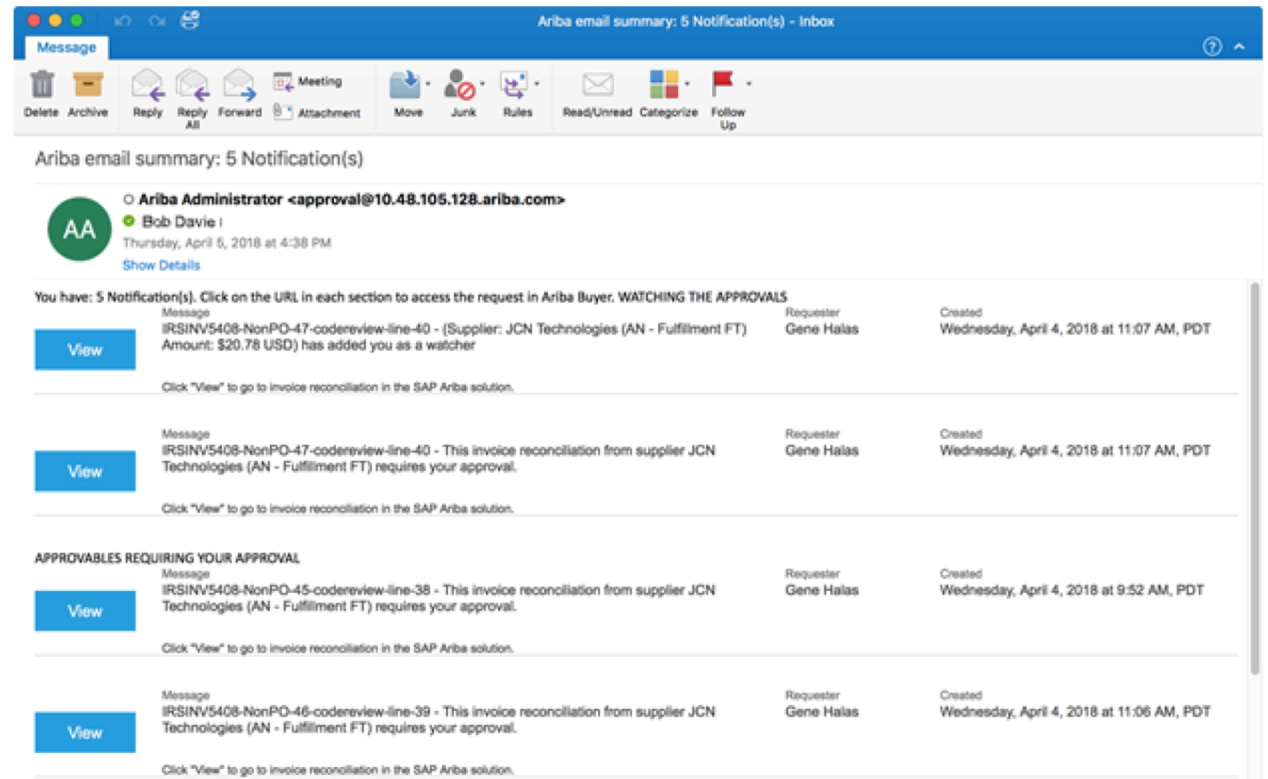 Ariba email summary: 5 Notification(s) - Inbox
Message
Delete Archive Reply Reply All Forward Meeting Attachment Move Junk Rules Read/Unread Categorize Follow Up
Ariba email summary: 5 Notification(s)
AA
Ariba Administrator <approval@10.48.105.128.ariba.com>
Bob Davie
Thursday, April 5, 2018 at 4:38 PM
Show Details
You have: 5 Notification(s). Click on the URL in each section to access the request in Ariba Buyer. WATCHING THE APPROVALS
Message Requester Created
IRSINV5408-NonPO-47-codereview-line-40 - (Supplier: JCN Technologies (AN - Fulfillment FT) Gene Halas Wednesday, April 4, 2018 at 11:07 AM, PDT
View
Amount: $20.78 USD) has added you as a watcher
Click "View" to go to invoice reconciliation in the SAP Ariba solution.
Message Requester Created
IRSINV5408-NonPO-47-codereview-line-40 - This invoice reconciliation from supplier JCN Gene Halas Wednesday, April 4, 2018 at 11:07 AM, PDT
View
Technologies (AN - Fulfillment FT) requires your approval.
Click "View" to go to invoice reconciliation in the SAP Ariba solution.
APPROVABLES REQUIRING YOUR APPROVAL
Message Requester Created
IRSINV5408-NonPO-45-codereview-line-38 - This invoice reconciliation from supplier JCN Gene Halas Wednesday, April 4, 2018 at 9:52 AM, PDT
View
Technologies (AN - Fulfillment FT) requires your approval.
Click "View" to go to invoice reconciliation in the SAP Ariba solution.
Message Requester Created
IRSINV5408-NonPO-46-codereview-line-39 - This invoice reconciliation from supplier JCN Gene Halas Wednesday, April 4, 2018 at 11:06 AM, PDT
View
Technologies (AN - Fulfillment FT) requires your approval.
Click "View" to go to invoice reconciliation in the SAP Ariba solution.